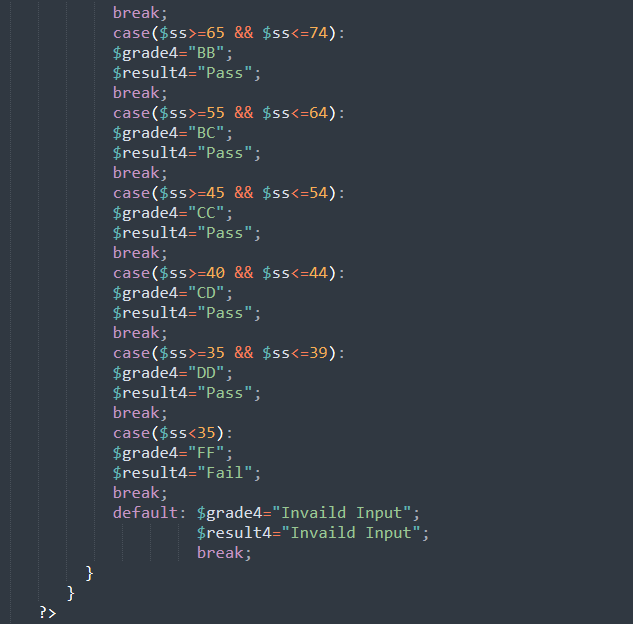 break;
case($ss>=65 && $ss<=74):
$grade4="BB";
$result4="Pass";
break;
case($ss>=55 && $ss<=64):
$grade4="BC";
$result4="Pass";
break;
case($ss>=45 && $ss<=54):
$grade4="CC";
$result4="Pass";
break;
case($ss>=40 && $ss<=44):
$grade4="CD";
$result4="Pass";
break;
case($ss>=35 && $ss<=39):
$grade4="DD";
$result4="Pass";
break;
case($ss<35):
$grade4="FF";
$result4="Fail";
break;
default: $grade4="Invaild Input";
$result4="Invaild Input";
break;
}
}
?>